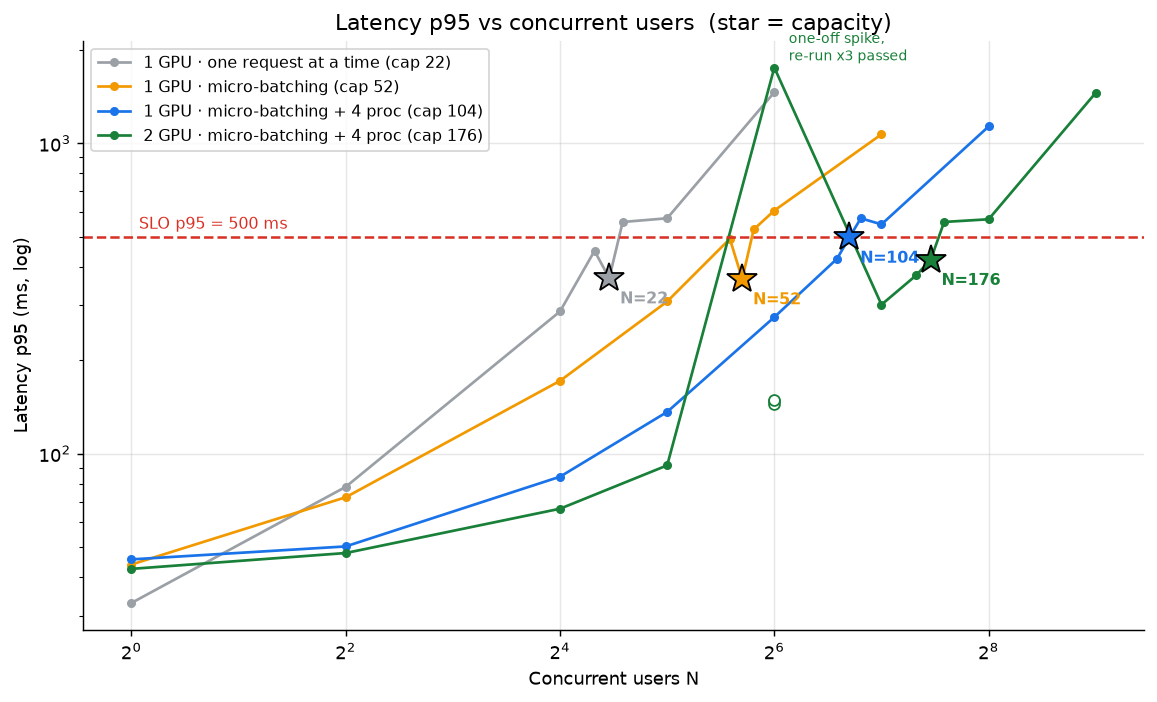 Latency p95 vs concurrent users  (star = capacity)
one-off spike,
re-run x3 passed
1 GPU · one request at a time (cap 22)
1 GPU · micro-batching (cap 52)
1 GPU · micro-batching + 4 proc (cap 104)
2 GPU · micro-batching + 4 proc (cap 176)
10³
SLO p95 = 500 ms
N=104
N=176
N=22
N=52
10²
Latency p95 (ms, log)
2⁰ 2² 2⁴ 2⁶ 2⁸
Concurrent users N